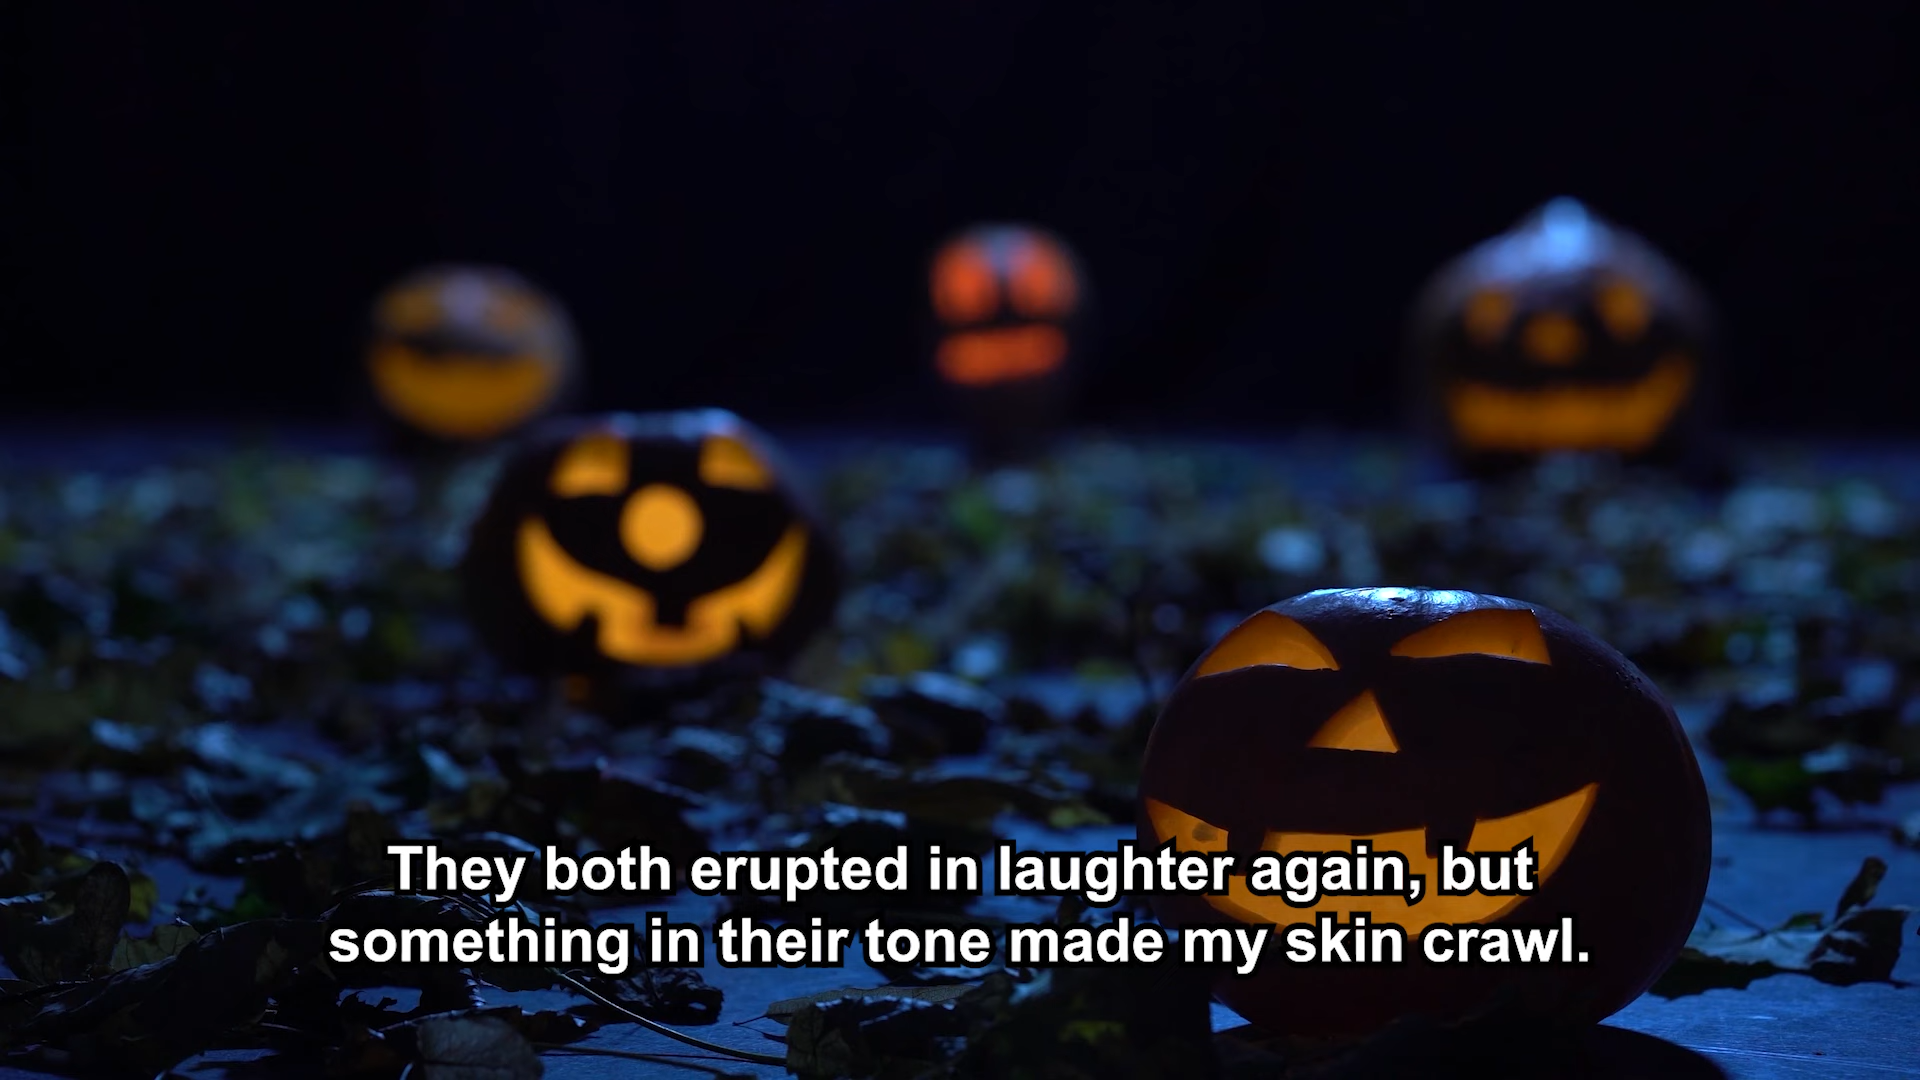 They both erupted in laughter again, but
something in their tone made my skin crawl.